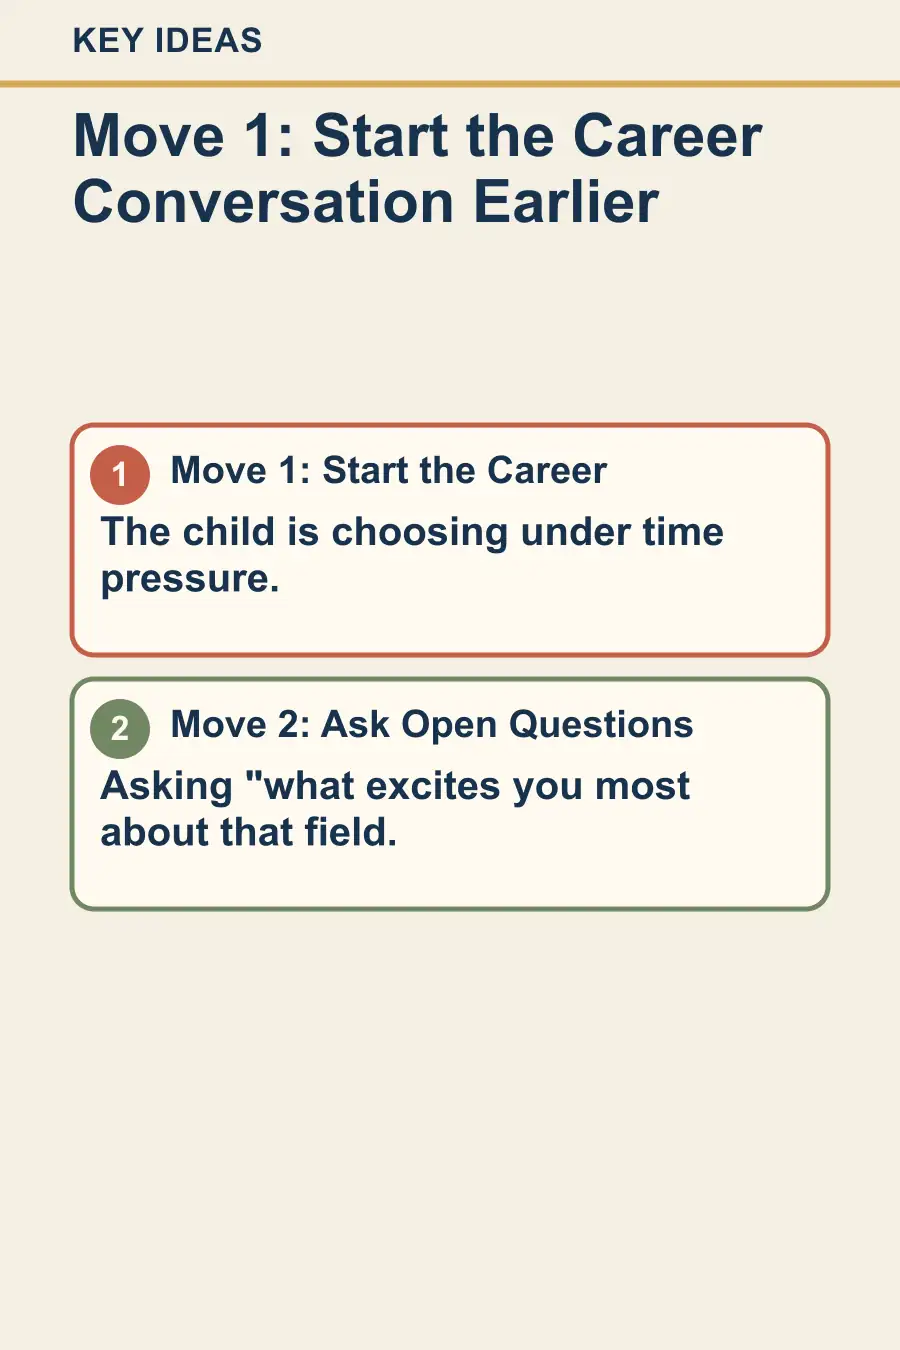 KEY IDEAS
Move 1: Start the Career
Conversation Earlier
1 Move 1: Start the Career
The child is choosing under time
pressure.
2 Move 2: Ask Open Questions
Asking "what excites you most
about that field.